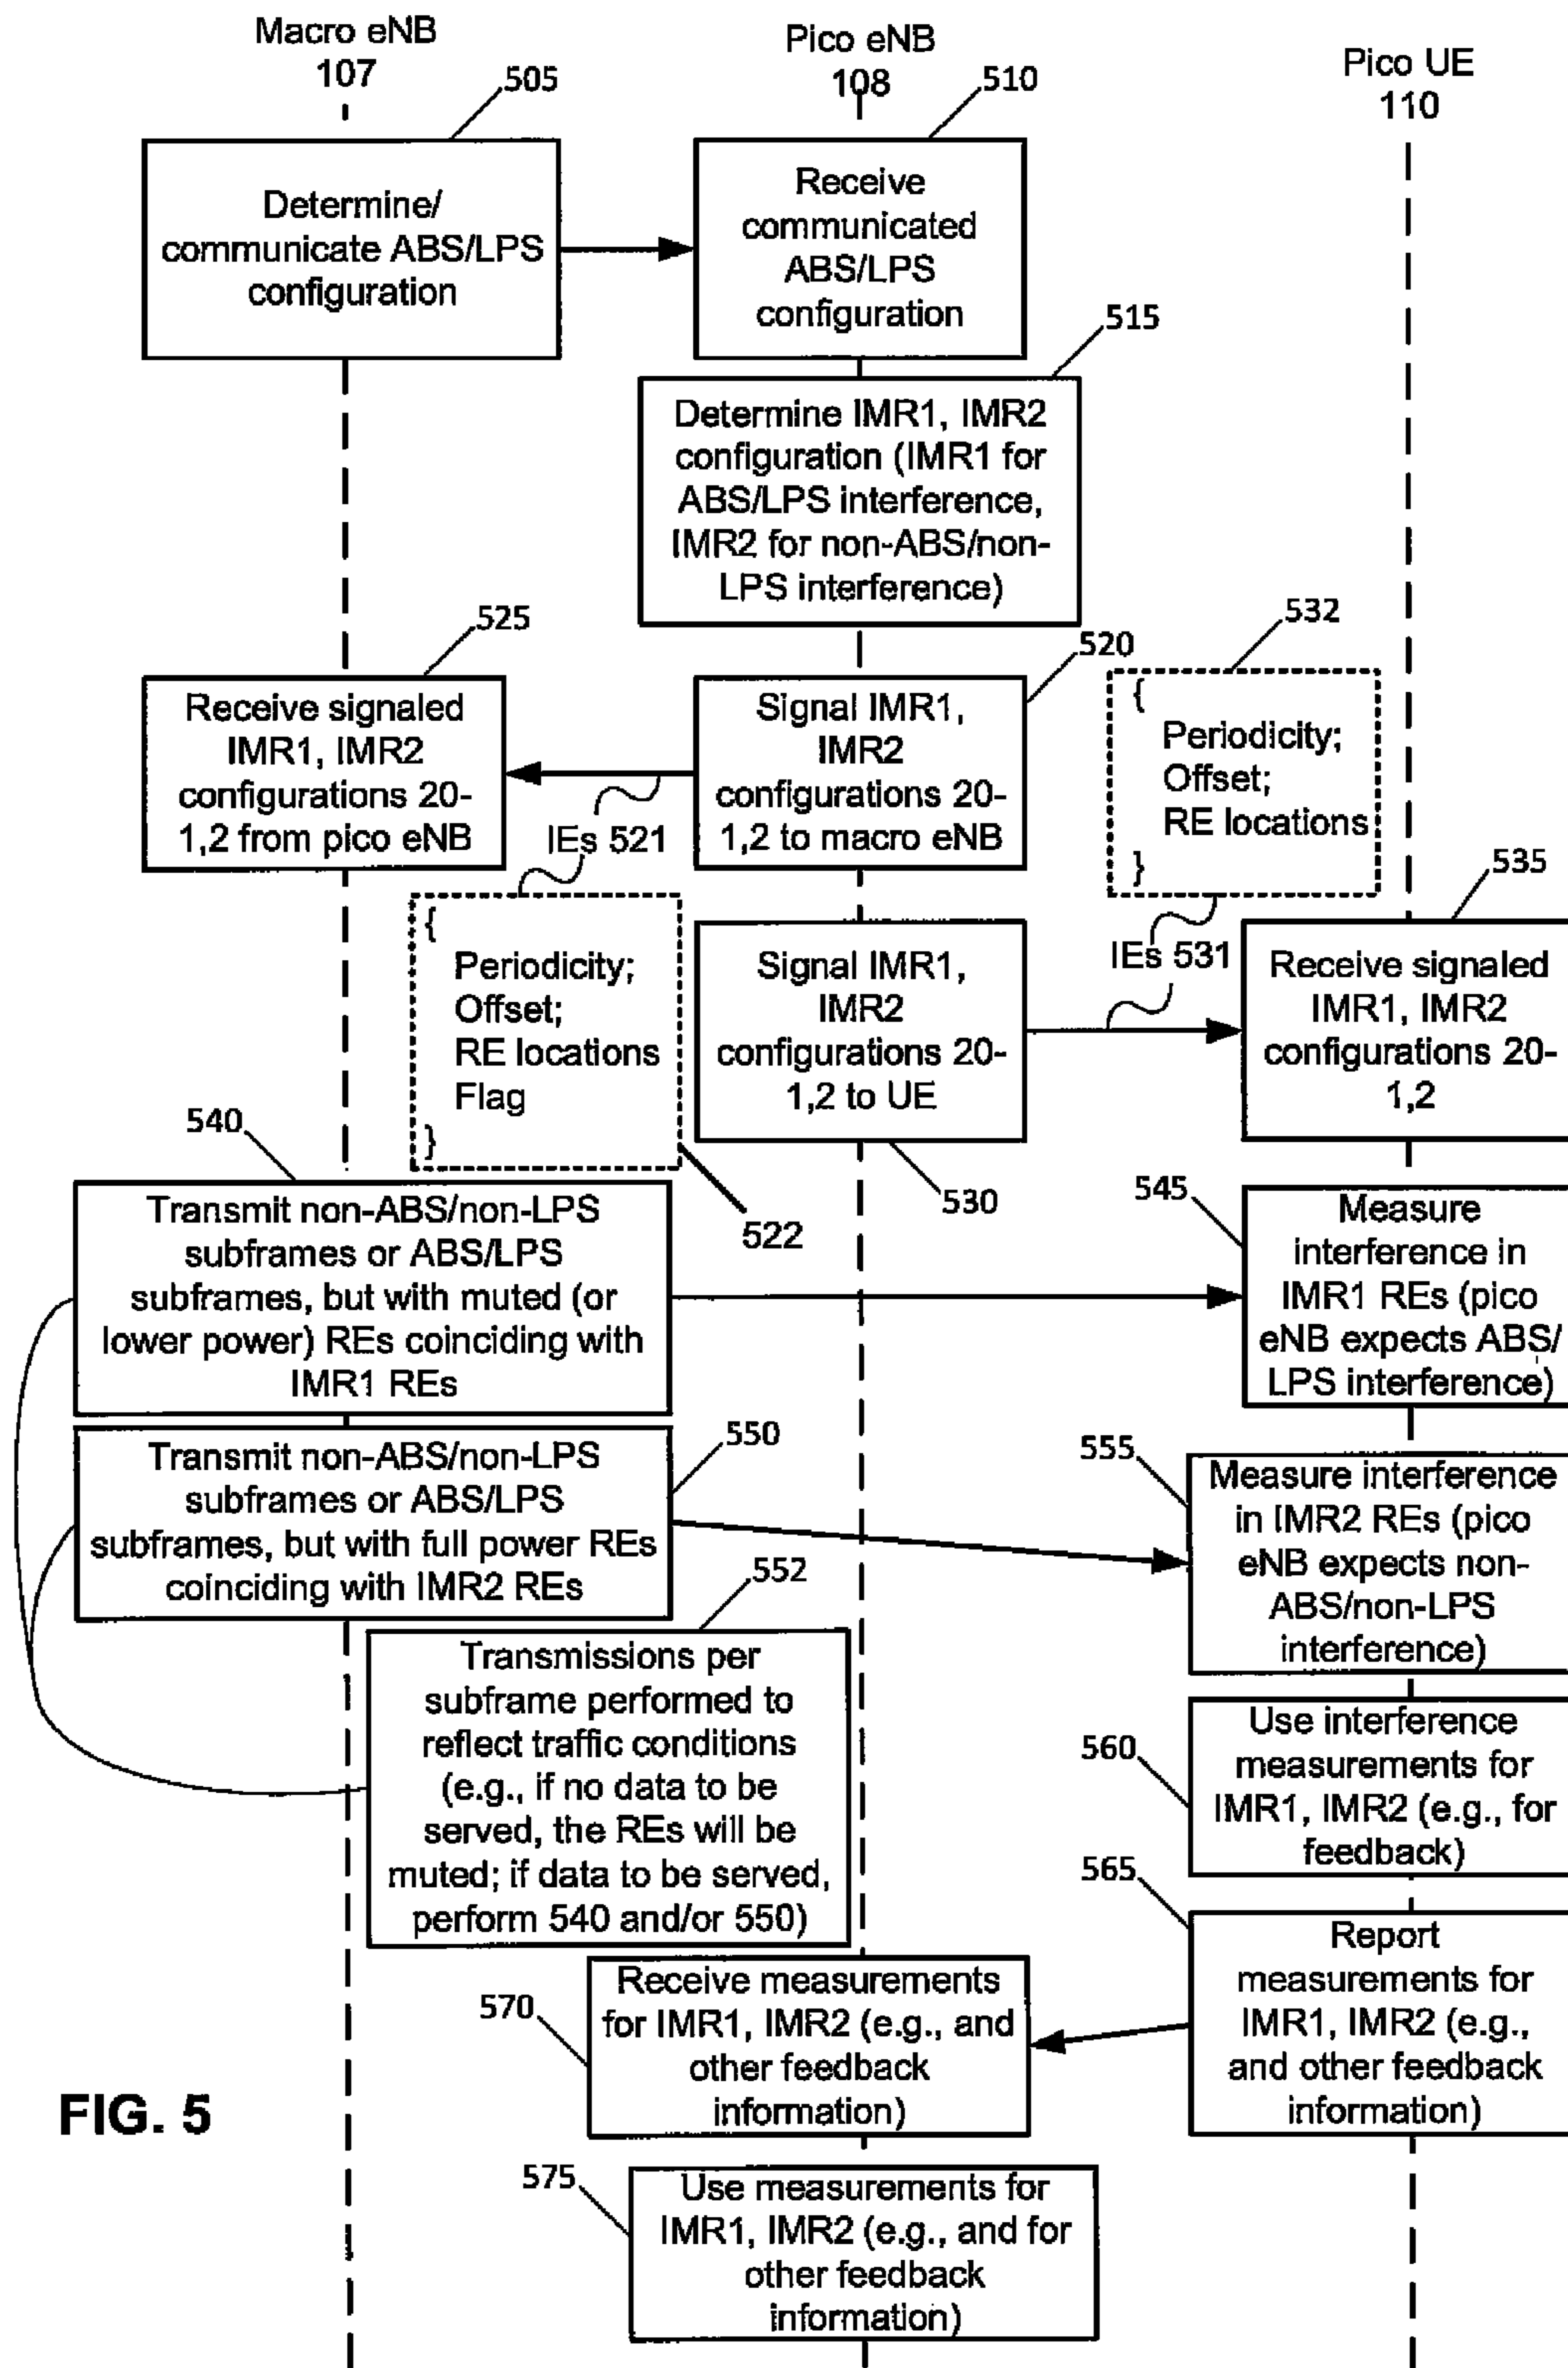 Macro eNB
107
Pico eNB
108
Pico UE
110
505
510
Determine/
communicate ABS/LPS
configuration
Receive
communicated
ABS/LPS
configuration
515
Determine IMR1, IMR2
configuration (IMR1 for
ABS/LPS interference,
IMR2 for non-ABS/non-
LPS interference)
525
520
532
Receive signaled
IMR1, IMR2
configurations 20-
1,2 from pico eNB
IEs 521
Signal IMR1,
IMR2
configurations 20-
1,2 to macro eNB
{
Periodicity;
Offset;
RE locations
}
535
{
Periodicity;
Offset;
RE locations
Flag
}
522
Signal IMR1,
IMR2
configurations 20-
1,2 to UE
530
IEs 531
Receive signaled
IMR1, IMR2
configurations 20-
1,2
540
Transmit non-ABS/non-LPS
subframes or ABS/LPS
subframes, but with muted (or
lower power) REs coinciding with
IMR1 REs
545
Measure
interference in
IMR1 REs (pico
eNB expects ABS/
LPS interference)
550
Transmit non-ABS/non-LPS
subframes or ABS/LPS
subframes, but with full power REs
coinciding with IMR2 REs
555
Measure interference
in IMR2 REs (pico
eNB expects non-
ABS/non-LPS
interference)
552
Transmissions per
subframe performed to
reflect traffic conditions
(e.g., if no data to be
served, the REs will be
muted; if data to be served,
perform 540 and/or 550)
560
Use interference
measurements for
IMR1, IMR2 (e.g., for
feedback)
565
Report
measurements for
IMR1, IMR2 (e.g.,
and other feedback
information)
570
Receive measurements
for IMR1, IMR2 (e.g., and
other feedback
information)
FIG. 5
575
Use measurements for
IMR1, IMR2 (e.g., and for
other feedback
information)